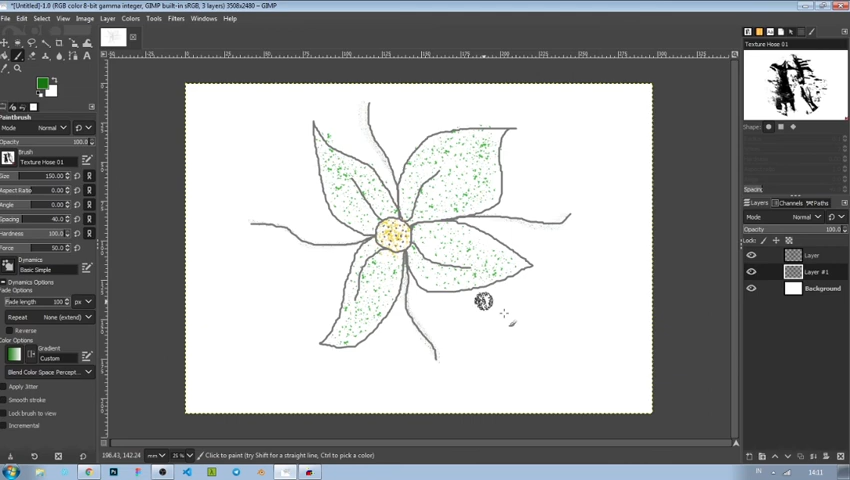 *[Untitled]-1.0 (RGB color 8-bit gamma integer, GIMP built-in sRGB, 3 layers) 3508x2480 – GIMP
File Edit Select View Image Layer Colors Tools Filters Windows Help
Paintbrush
Mode Normal
Opacity 100.0
Brush
Texture Hose 01
Size 150.00
Aspect Ratio 0.00
Angle 0.00
Spacing 40.0
Hardness 100.0
Force 50.0
Dynamics
Basic Simple
Dynamics Options
Fade Options
Fade length 100 px
Repeat None (extend)
Reverse
Color Options
Gradient
Custom
Blend Color Space Percept...
Apply Jitter
Smooth stroke
Lock brush to view
Incremental
196.43, 142.24 mm 25 % Click to paint (try Shift for a straight line, Ctrl to pick a color)
Texture Hose 01
Shape:
Spacing
Layers Channels Paths
Mode Normal
Opacity 100.0
Lock:
Layer
Layer #1
Background
IN 14:11